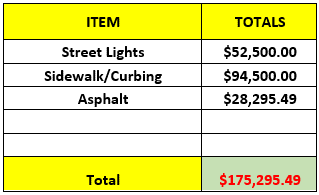 ITEM TOTALS
Street Lights $52,500.00
Sidewalk/Curbing $94,500.00
Asphalt $28,295.49
Total $175,295.49